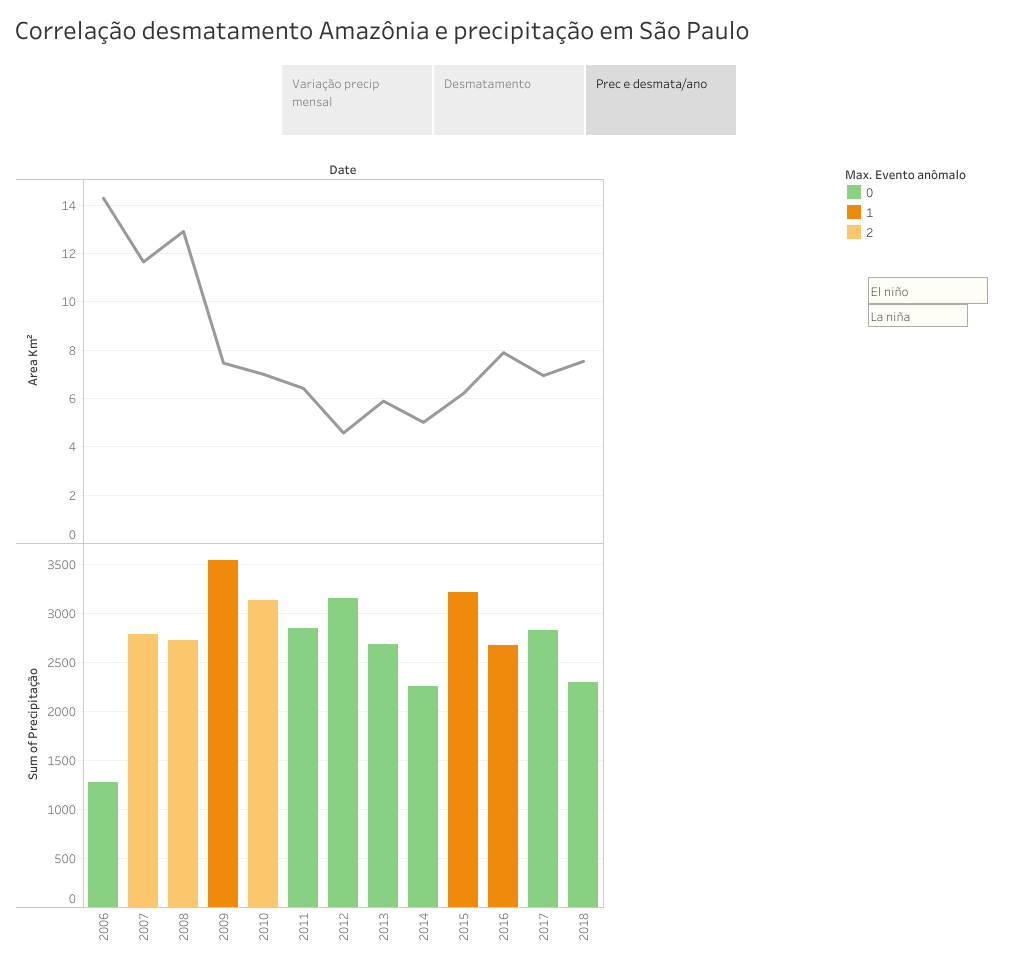 Correlação desmatamento Amazônia e precipitação em São Paulo
Variação precip
mensal
Desmatamento
Prec e desmata/ano
Date
Max. Evento anômalo
0
1
2
El niño
La niña
Area Km²
14
12
10
8
6
4
2
0
Sum of Precipitação
3500
3000
2500
2000
1500
1000
500
0
2006
2007
2008
2009
2010
2011
2012
2013
2014
2015
2016
2017
2018